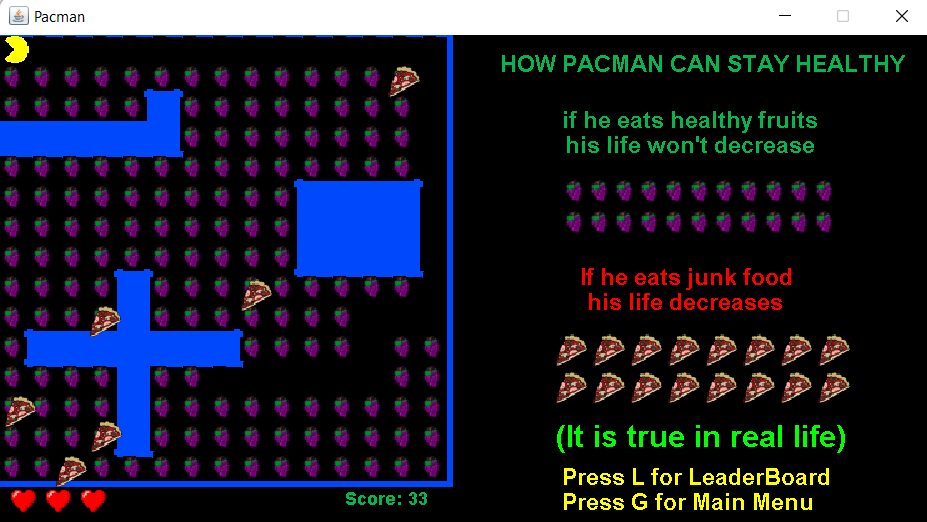 Pacman
HOW PACMAN CAN STAY HEALTHY
if he eats healthy fruits
his life won't decrease
If he eats junk food
his life decreases
(It is true in real life)
Press L for LeaderBoard
Press G for Main Menu
Score: 33